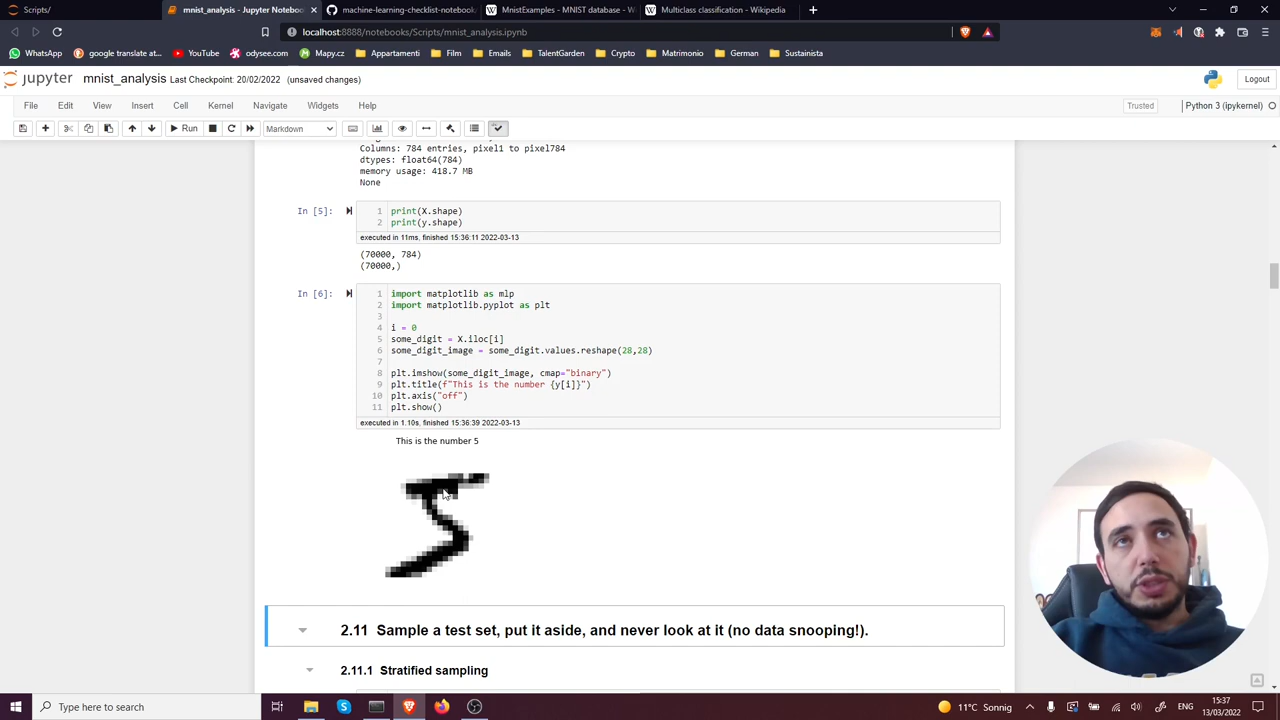 Scripts/
mnist_analysis - Jupyter Noteboo
machine-learning-checklist-notebook
MnistExamples - MNIST database - W
Multiclass classification - Wikipedia
localhost:8888/notebooks/Scripts/mnist_analysis.ipynb
WhatsApp
google translate at...
YouTube
odysee.com
Mapy.cz
Appartamenti
Film
Emails
TalentGarden
Crypto
Matrimonio
German
Sustainista
jupyter
mnist_analysis Last Checkpoint: 20/02/2022 (unsaved changes)
Logout
File Edit View Insert Cell Kernel Navigate Widgets Help
Trusted
Python 3 (ipykernel)
Run
Markdown
Columns: 784 entries, pixel1 to pixel784
dtypes: float64(784)
memory usage: 418.7 MB
None
In [5]:
1 print(X.shape)
2 print(y.shape)
executed in 11ms, finished 15:36:11 2022-03-13
(70000, 784)
(70000,)
In [6]:
1 import matplotlib as mlp
2 import matplotlib.pyplot as plt
3
4 i = 0
5 some_digit = X.iloc[i]
6 some_digit_image = some_digit.values.reshape(28,28)
7
8 plt.imshow(some_digit_image, cmap="binary")
9 plt.title(f"This is the number {y[i]}")
10 plt.axis("off")
11 plt.show()
executed in 1.10s, finished 15:36:39 2022-03-13
This is the number 5
5
2.11 Sample a test set, put it aside, and never look at it (no data snooping!).
2.11.1 Stratified sampling
Type here to search
11°C Sonnig
15:37
13/03/2022